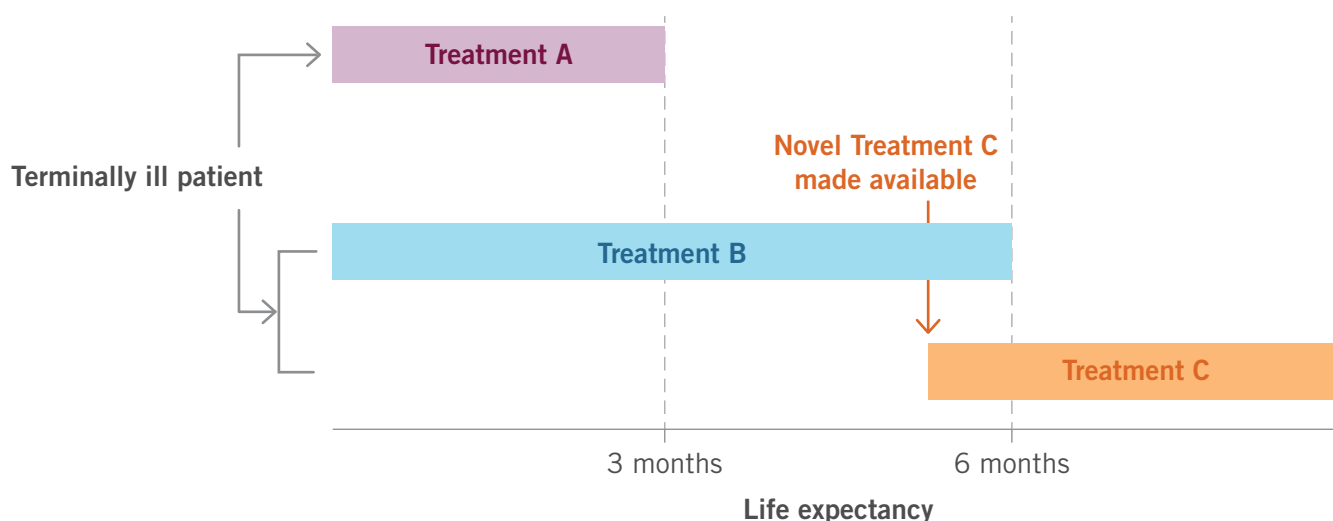 Treatment A
Novel Treatment C
made available
Terminally ill patient
Treatment B
Treatment C
3 months
6 months
Life expectancy